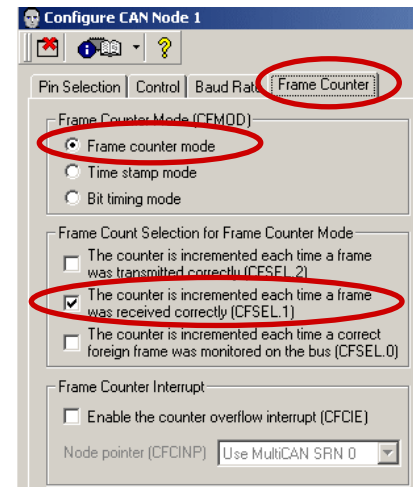 Configure CAN Node 1
Pin Selection Control Baud Rate Frame Counter
Frame Counter Mode (CFMOD)
Frame counter mode
Time stamp mode
Bit timing mode
Frame Count Selection for Frame Counter Mode
The counter is incremented each time a frame
was transmitted correctly (CFSEL.2)
The counter is incremented each time a frame
was received correctly (CFSEL.1)
The counter is incremented each time a correct
foreign frame was monitored on the bus (CFSEL.0)
Frame Counter Interrupt
Enable the counter overflow interrupt (CFCIE)
Node pointer (CFCINP) Use MultiCAN SRN 0